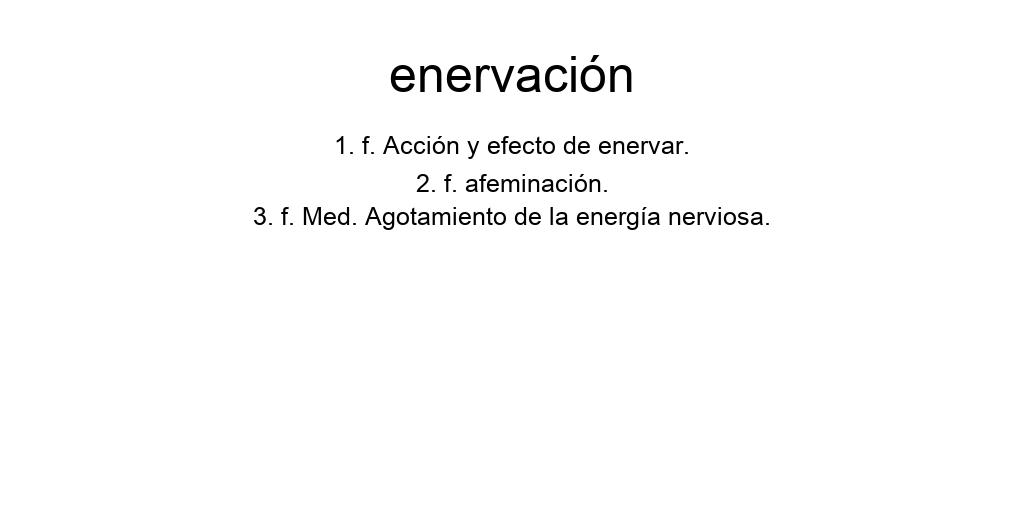 enervación
1. f. Acción y efecto de enervar.
2. f. afeminación.
3. f. Med. Agotamiento de la energía nerviosa.